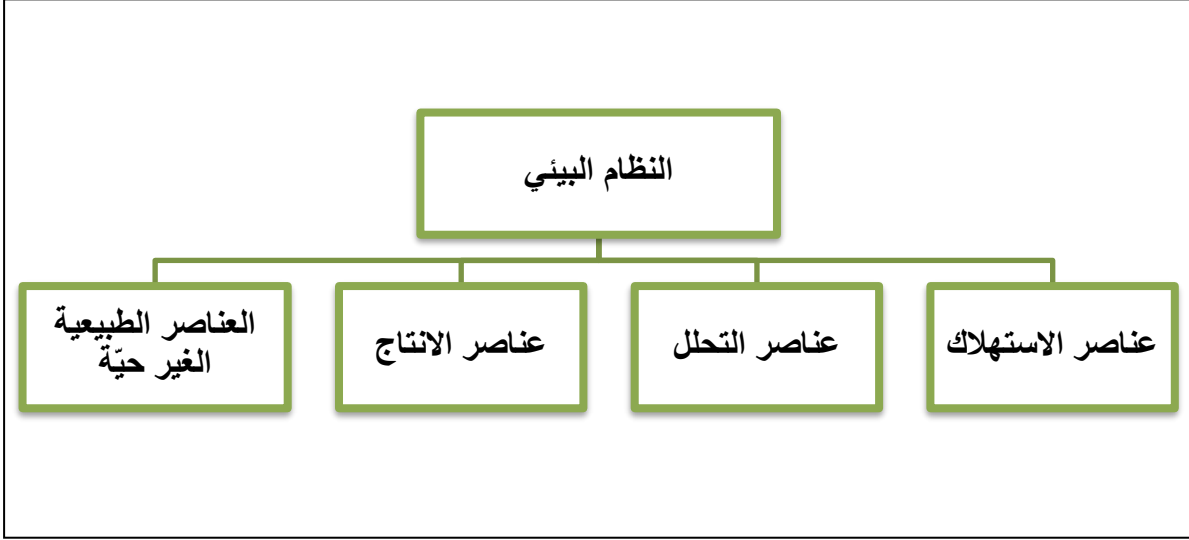 النظام البيئي
عناصر الاستهلاك
عناصر التحلل
عناصر الانتاج
العناصر الطبيعية
الغير حيّة